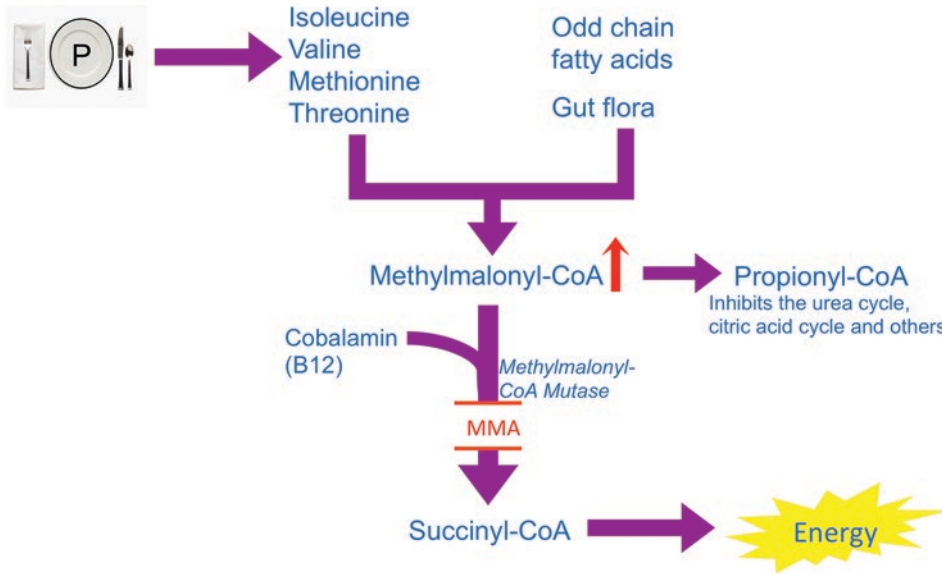 P
Isoleucine
Valine
Methionine
Threonine
Odd chain
fatty acids
Gut flora
Methylmalonyl-CoA
Propionyl-CoA
Inhibits the urea cycle,
citric acid cycle and others
Cobalamin
(B12)
Methylmalonyl-
CoA Mutase
MMA
Succinyl-CoA
Energy